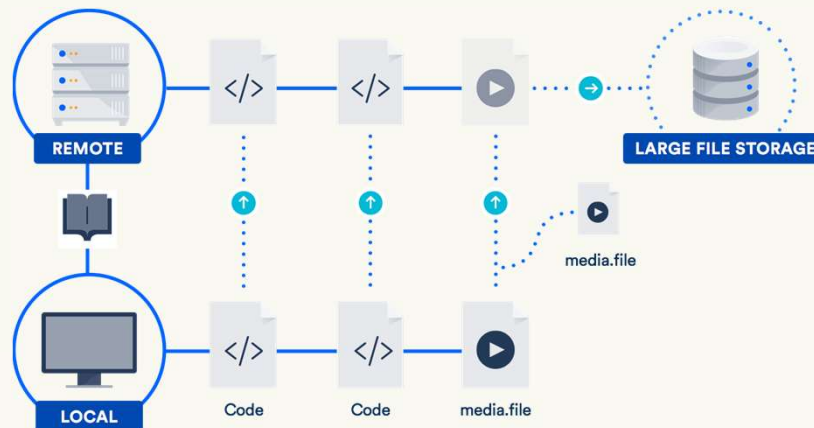 </>
</>
REMOTE
LARGE FILE STORAGE
media.file
</>
</>
LOCAL
Code
Code
media.file